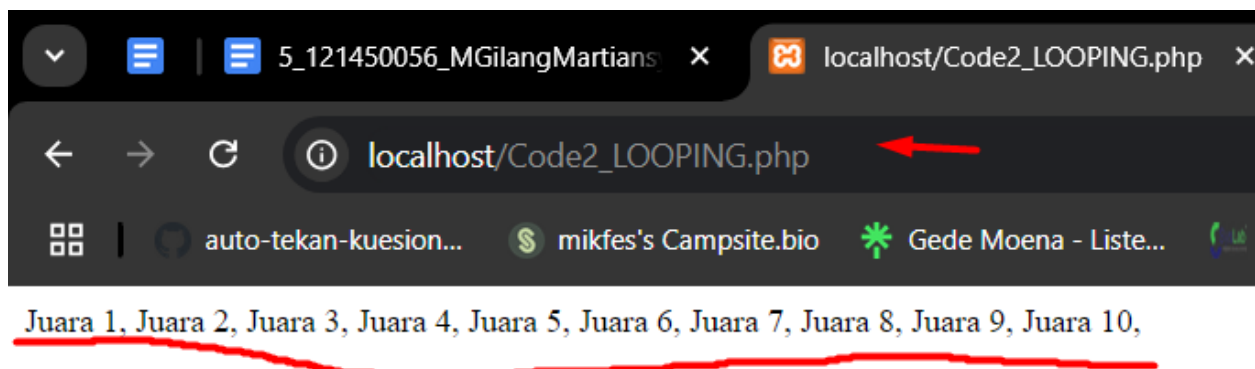 5_121450056_MGilangMartians
localhost/Code2_LOOPING.php
localhost/Code2_LOOPING.php
auto-tekan-kuesion... mikfes's Campsite.bio Gede Moena - Liste...
Juara 1, Juara 2, Juara 3, Juara 4, Juara 5, Juara 6, Juara 7, Juara 8, Juara 9, Juara 10,